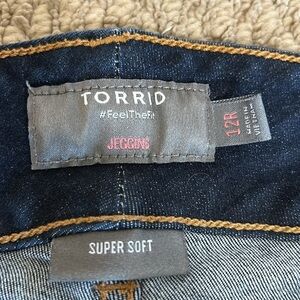 TORRID
#FeelTheFit
JEGGING
12R
MADE IN
VIETNAM
SUPER SOFT